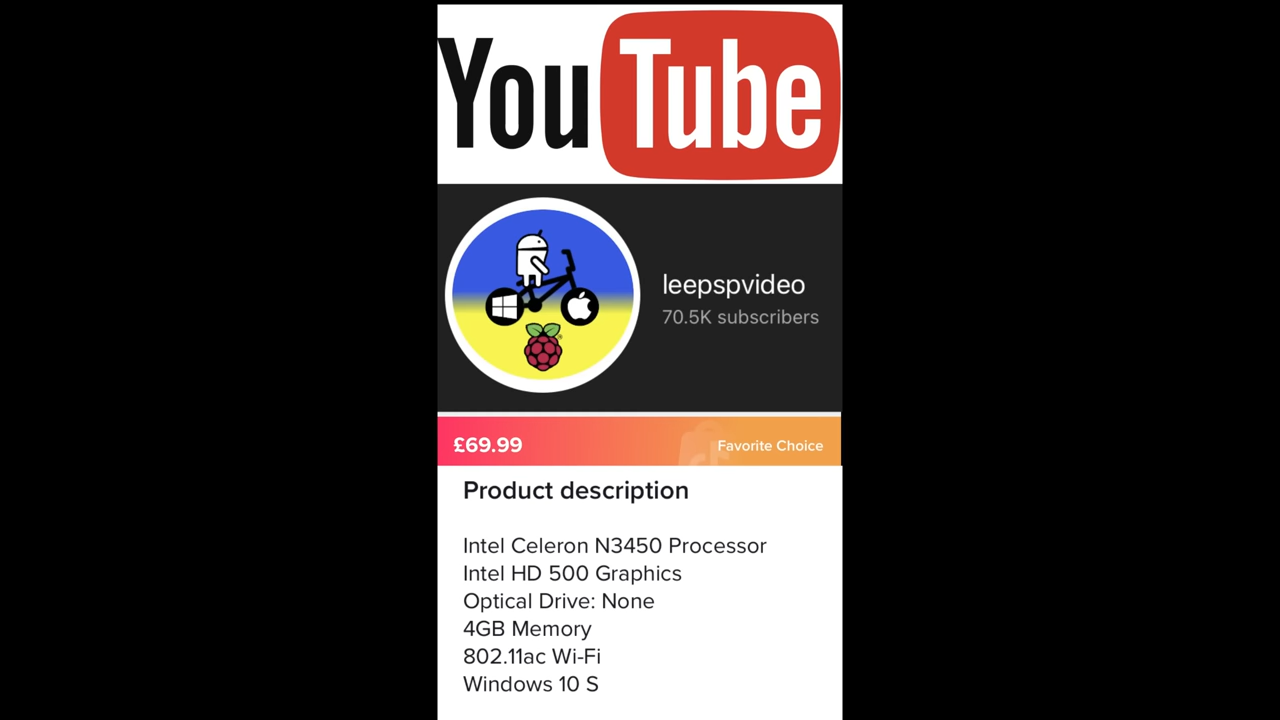 YouTube
leepspvideo
70.5K subscribers
£69.99
Favorite Choice
Product description
Intel Celeron N3450 Processor
Intel HD 500 Graphics
Optical Drive: None
4GB Memory
802.11ac Wi-Fi
Windows 10 S